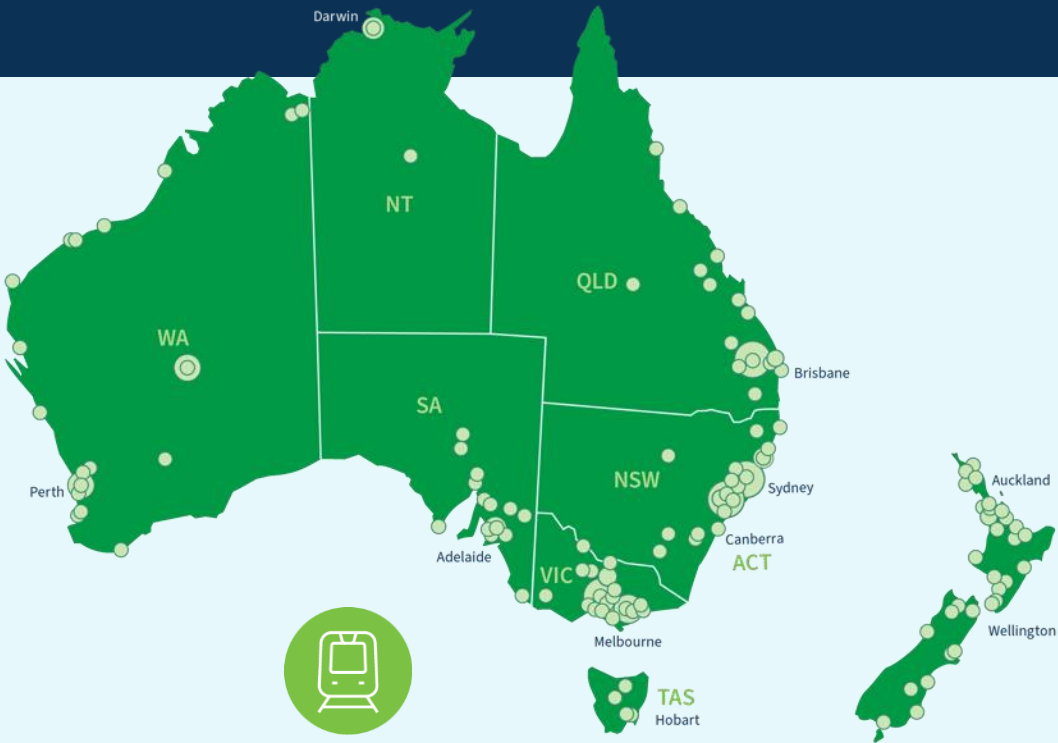 Darwin
NT
QLD
WA
Brisbane
SA
NSW
Auckland
Perth
Sydney
Canberra
Adelaide
ACT
VIC
Wellington
Melbourne
TAS
Hobart